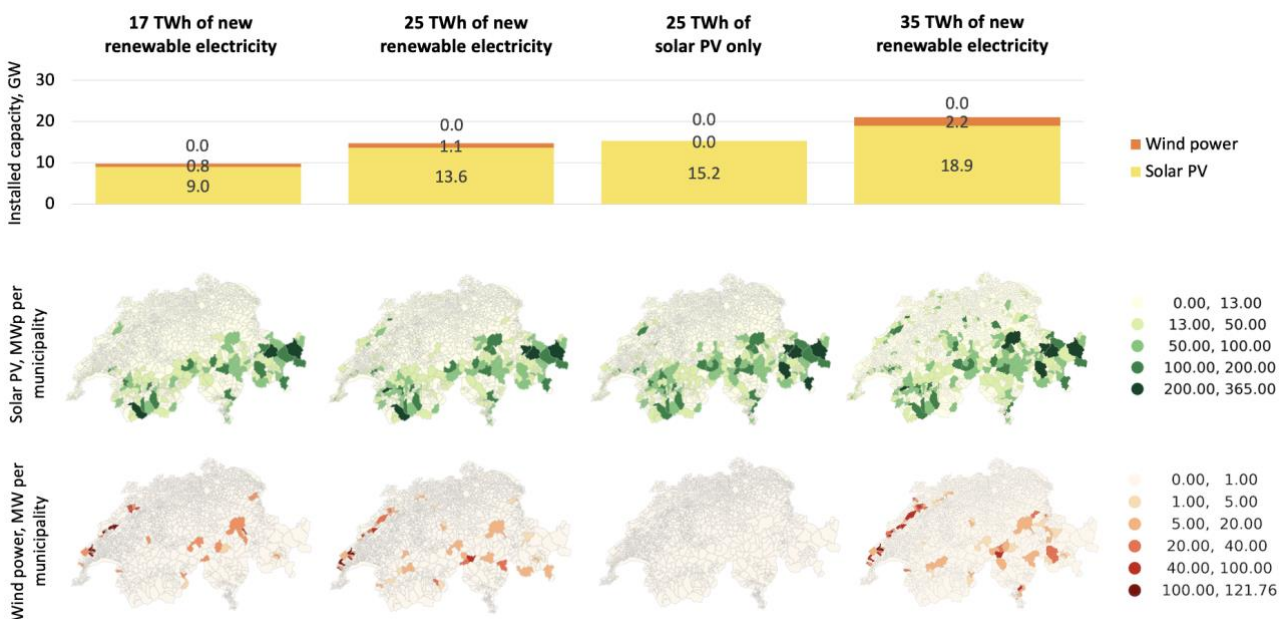 17 TWh of new
renewable electricity
25 TWh of new
renewable electricity
25 TWh of
solar PV only
35 TWh of new
renewable electricity
Installed capacity, GW
30
20
10
0
0.0
0.8
9.0
0.0
1.1
13.6
0.0
0.0
15.2
0.0
2.2
18.9
Wind power
Solar PV
Solar PV, MWp per
municipality
0.00, 13.00
13.00, 50.00
50.00, 100.00
100.00, 200.00
200.00, 365.00
Wind power, MW per
municipality
0.00, 1.00
1.00, 5.00
5.00, 20.00
20.00, 40.00
40.00, 100.00
100.00, 121.76